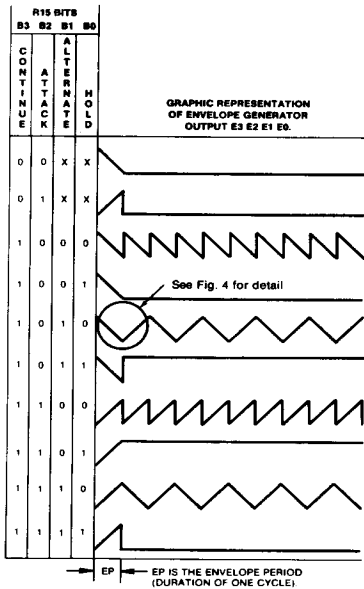 R15 BITS
B3 B2 B1 B0
CONTINUE
ATTACK
ALTERNATE
HOLD
GRAPHIC REPRESENTATION
OF ENVELOPE GENERATOR
OUTPUT E3 E2 E1 E0.
0 0 X X
0 1 X X
1 0 0 0
1 0 0 1
See Fig. 4 for detail
1 0 1 0
1 0 1 1
1 1 0 0
1 1 0 1
1 1 1 0
1 1 1 1
EP
EP IS THE ENVELOPE PERIOD
(DURATION OF ONE CYCLE)